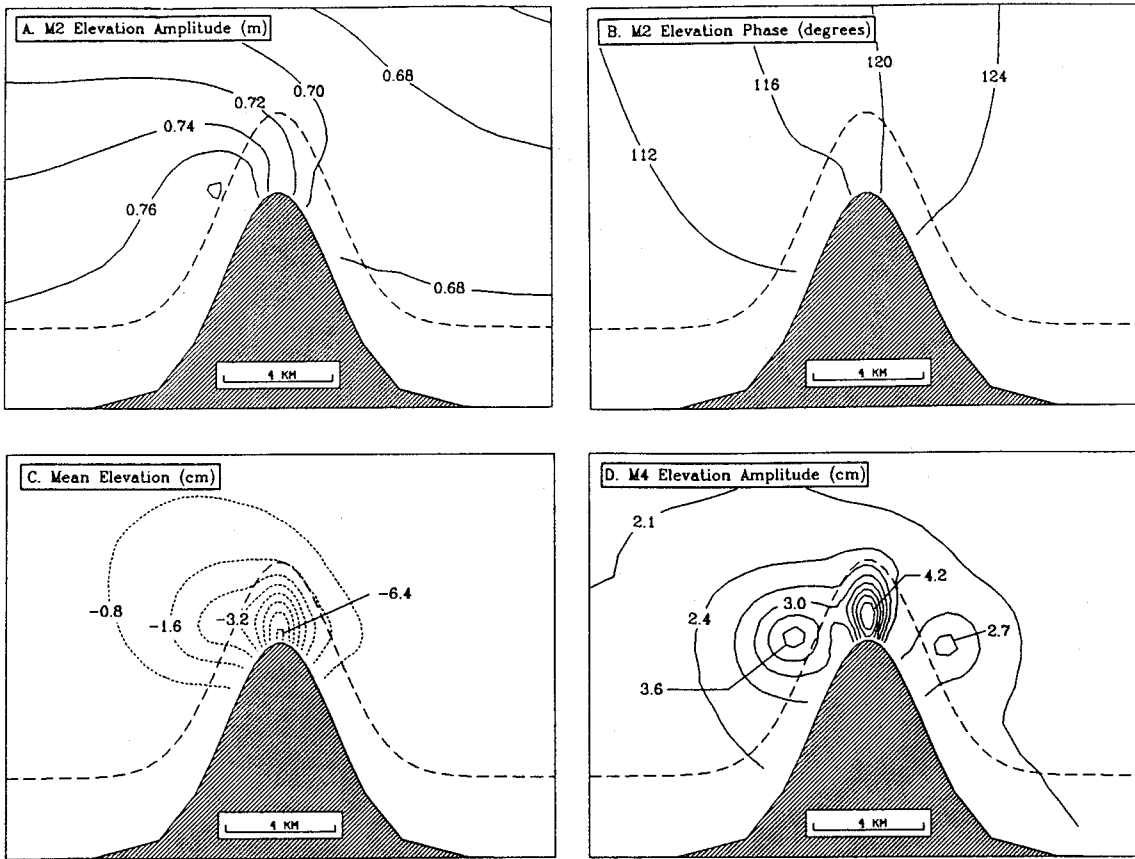 A. M2 Elevation Amplitude (m)
0.68
0.70
0.72
0.74
0.76
0.68
4 KM
B. M2 Elevation Phase (degrees)
120
116
124
112
4 KM
C. Mean Elevation (cm)
-6.4
-0.8
-3.2
-1.6
4 KM
D. M4 Elevation Amplitude (cm)
2.1
4.2
3.0
2.4
2.7
3.6
4 KM